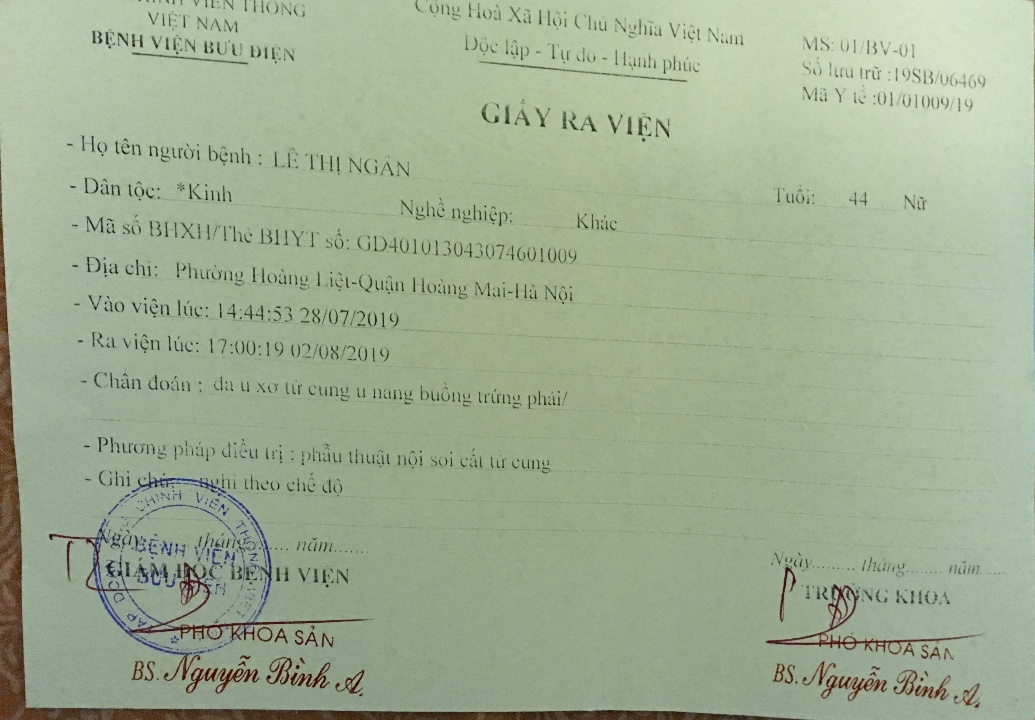 CHÍNH VIỄN THÔNG
VIỆT NAM
BỆNH VIỆN BƯU ĐIỆN
Cộng Hoà Xã Hội Chủ Nghĩa Việt Nam
Độc lập - Tự do - Hạnh phúc
MS: 01/BV-01
Số lưu trữ :19SB/06469
Mã Y tế :01/01009/19
GIẤY RA VIỆN
- Họ tên người bệnh : LÊ THỊ NGÂN
Tuổi: 44 Nữ
- Dân tộc: *Kinh Nghề nghiệp: Khác
- Mã số BHXH/Thẻ BHYT số: GD401013043074601009
- Địa chỉ: Phường Hoàng Liệt-Quận Hoàng Mai-Hà Nội
- Vào viện lúc: 14:44:53 28/07/2019
- Ra viện lúc: 17:00:19 02/08/2019
- Chẩn đoán : đa u xơ tử cung u nang buồng trứng phải/
- Phương pháp điều trị : phẫu thuật nội soi cắt tử cung
- Ghi chú: nghỉ theo chế độ
Ngày tháng....... năm.......
GIÁM ĐỐC BỆNH VIỆN
CHÍNH VIỄN THÔNG VIỆT
BỆNH VIỆN
BƯU ĐIỆN
PHÓ KHOA SẢN
BS. Nguyễn Bình A.
Ngày......... tháng........ năm......
TRƯỞNG KHOA
PHÓ KHOA SẢN
BS. Nguyễn Bình A.